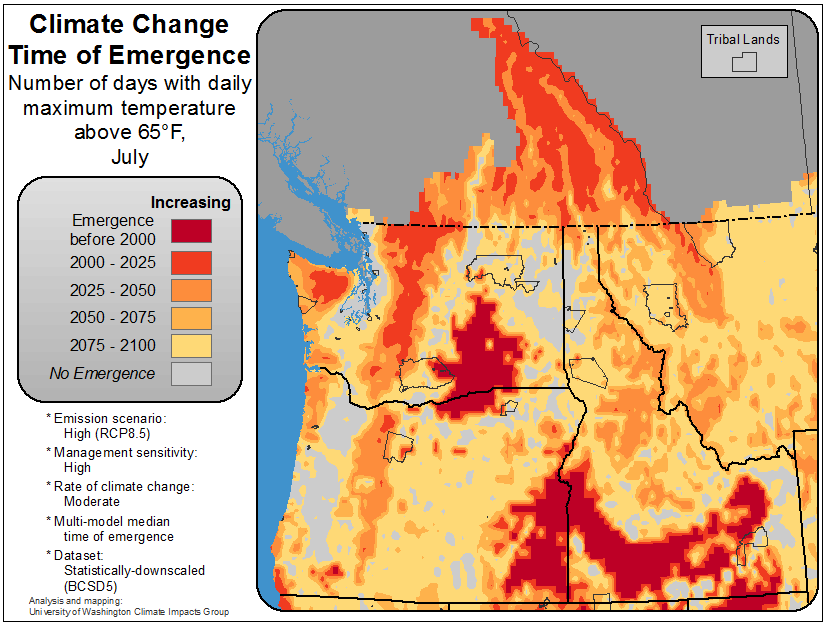 Climate Change
Time of Emergence
Number of days with daily
maximum temperature
above 65°F,
July
Increasing
Emergence
before 2000
2000 - 2025
2025 - 2050
2050 - 2075
2075 - 2100
No Emergence
* Emission scenario:
High (RCP8.5)
* Management sensitivity:
High
* Rate of climate change:
Moderate
* Multi-model median
time of emergence
* Dataset:
Statistically-downscaled
(BCSD5)
Analysis and mapping:
University of Washington Climate Impacts Group
Tribal Lands